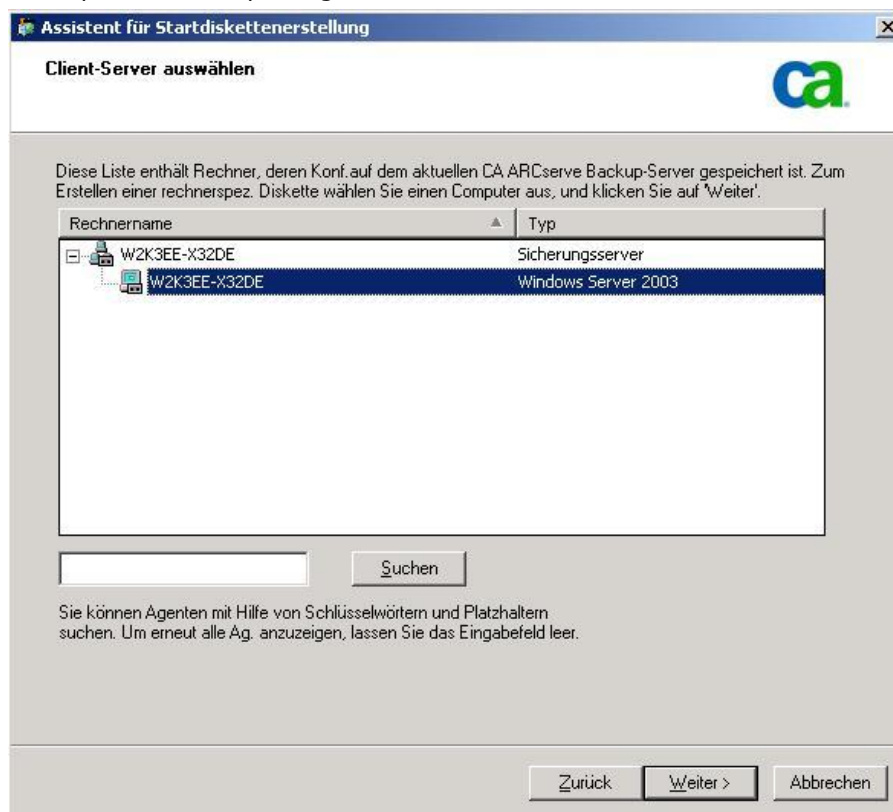 Assistent für Startdiskettenerstellung
Client-Server auswählen
ca
Diese Liste enthält Rechner, deren Konf.auf dem aktuellen CA ARCserve Backup-Server gespeichert ist. Zum
Erstellen einer rechnerspez. Diskette wählen Sie einen Computer aus, und klicken Sie auf 'Weiter'.
Rechnername Typ
W2K3EE-X32DE Sicherungsserver
W2K3EE-X32DE Windows Server 2003
Suchen
Sie können Agenten mit Hilfe von Schlüsselwörtern und Platzhaltern
suchen. Um erneut alle Ag. anzuzeigen, lassen Sie das Eingabefeld leer.
Zurück Weiter > Abbrechen